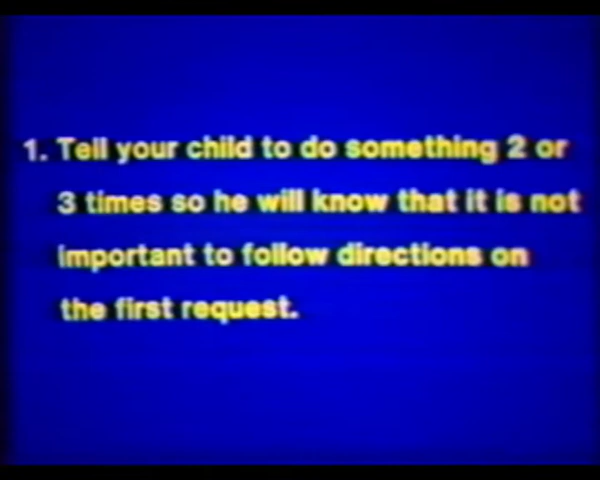 1. Tell your child to do something 2 or
3 times so he will know that it is not
important to follow directions on
the first request.